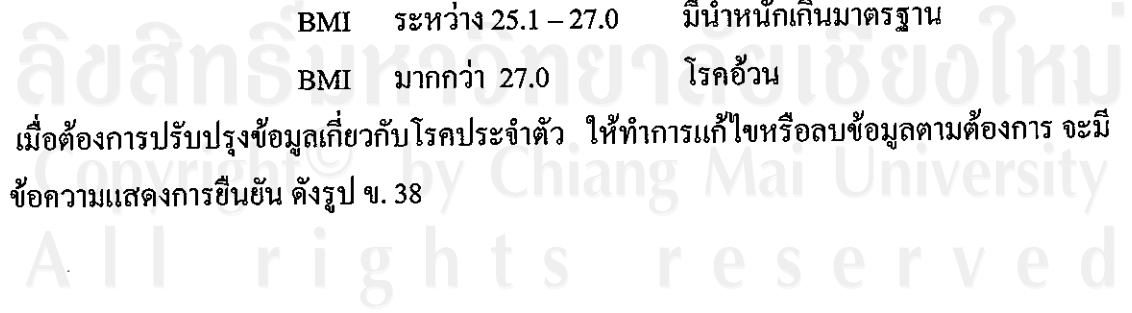 BMI ระหว่าง 25.1 – 27.0 มีน้ำหนักเกินมาตรฐาน
BMI มากกว่า 27.0 โรคอ้วน
ลิขสิทธิ์มหาวิทยาลัยเชียงใหม่
เมื่อต้องการปรับปรุงข้อมูลเกี่ยวกับโรคประจำตัว ให้ทำการแก้ไขหรือลบข้อมูลตามต้องการ จะมี
Copyright© by Chiang Mai University
ข้อความแสดงการยืนยัน ดังรูป ข. 38
All rights reserved